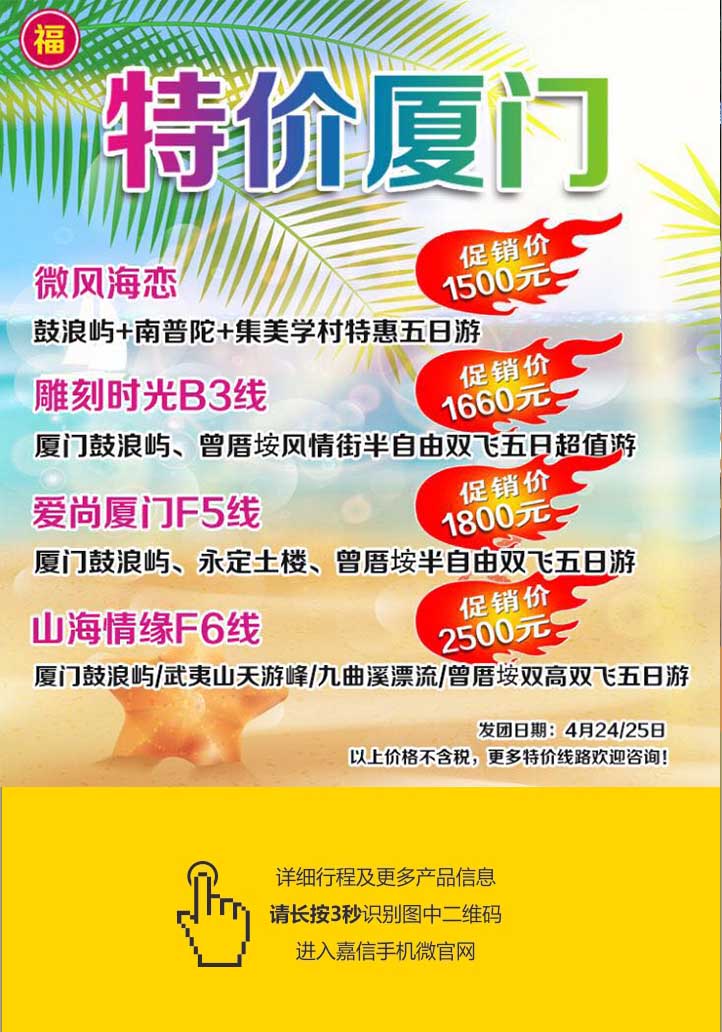 福
特价厦门
促销价
1500元
微风海恋
鼓浪屿+南普陀+集美学村特惠五日游
促销价
1660元
雕刻时光B3线
厦门鼓浪屿、曾厝垵风情街半自由双飞五日超值游
促销价
1800元
爱尚厦门F5线
厦门鼓浪屿、永定土楼、曾厝垵半自由双飞五日游
促销价
2500元
山海情缘F6线
厦门鼓浪屿/武夷山天游峰/九曲溪漂流/曾厝垵双高双飞五日游
发团日期：4月24/25日
以上价格不含税，更多特价线路欢迎咨询！
详细行程及更多产品信息
请长按3秒识别图中二维码
进入嘉信手机微官网